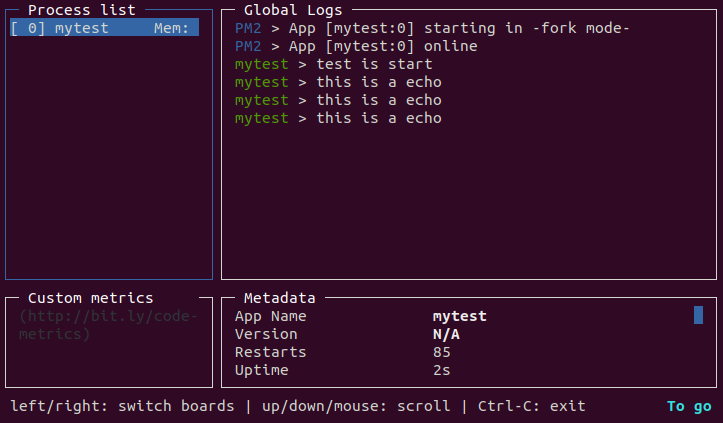 Process list
[ 0] mytest     Mem:
Global Logs
PM2 > App [mytest:0] starting in -fork mode-
PM2 > App [mytest:0] online
mytest > test is start
mytest > this is a echo
mytest > this is a echo
mytest > this is a echo
Custom metrics
(http://bit.ly/code-
metrics)
Metadata
App Name mytest
Version N/A
Restarts 85
Uptime 2s
left/right: switch boards | up/down/mouse: scroll | Ctrl-C: exit To go